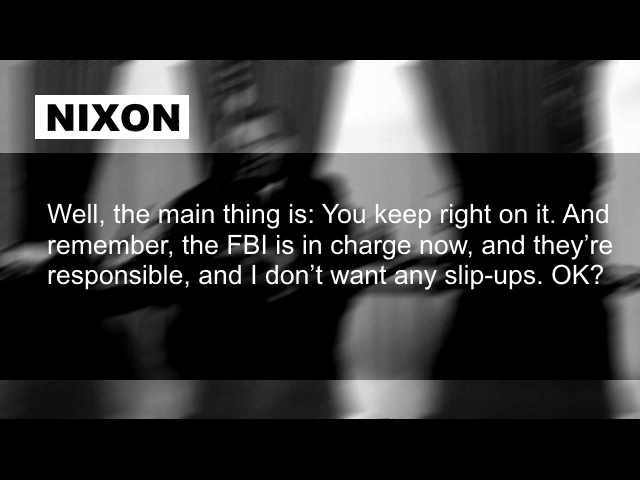 NIXON
Well, the main thing is: You keep right on it. And
remember, the FBI is in charge now, and they’re
responsible, and I don’t want any slip-ups. OK?